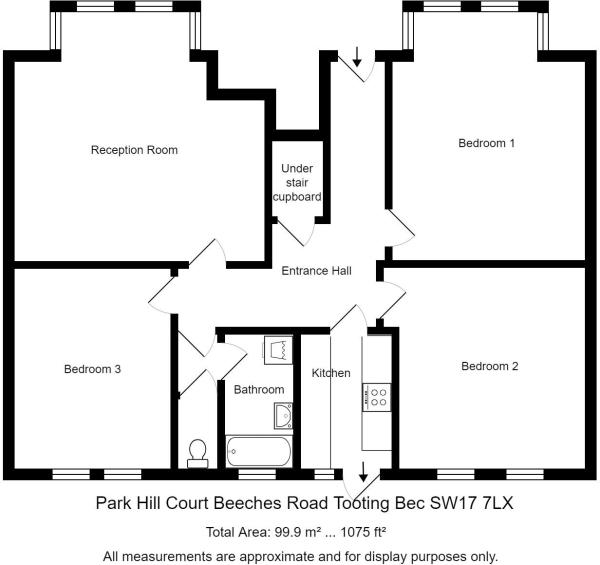 Reception Room
Bedroom 1
Under
stair
cupboard
Entrance Hall
Bedroom 3
Bathroom
Kitchen
Bedroom 2
Park Hill Court Beeches Road Tooting Bec SW17 7LX
Total Area: 99.9 m² ... 1075 ft²
All measurements are approximate and for display purposes only.